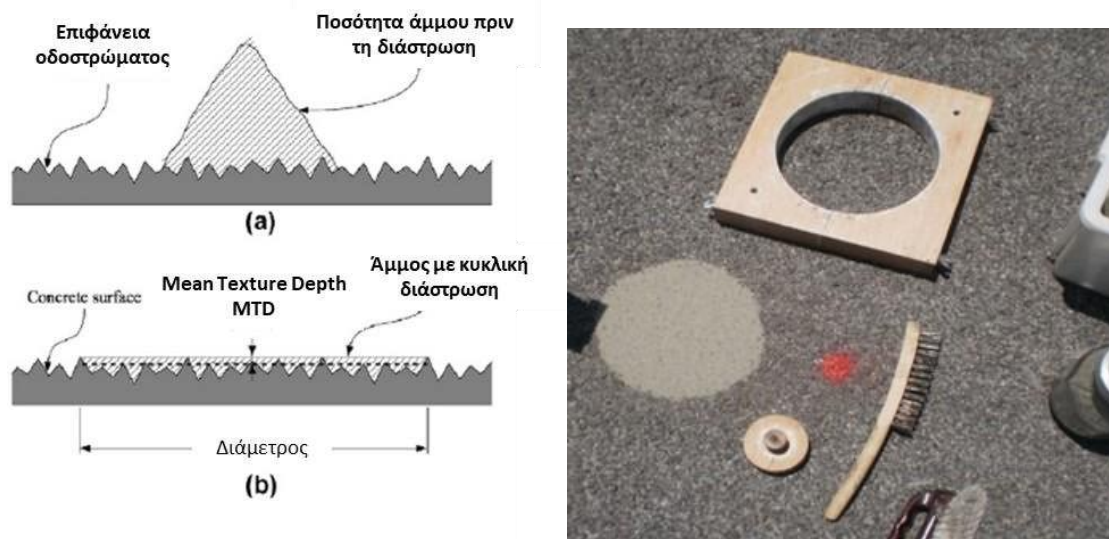 Επιφάνεια
οδοστρώματος
Ποσότητα άμμου πριν
τη διάστρωση
(a)
Concrete surface
Mean Texture Depth
MTD
Άμμος με κυκλική
διάστρωση
Διάμετρος
(b)